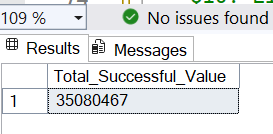 109 %
No issues found
Results
Messages
Total_Successful_Value
1
35080467